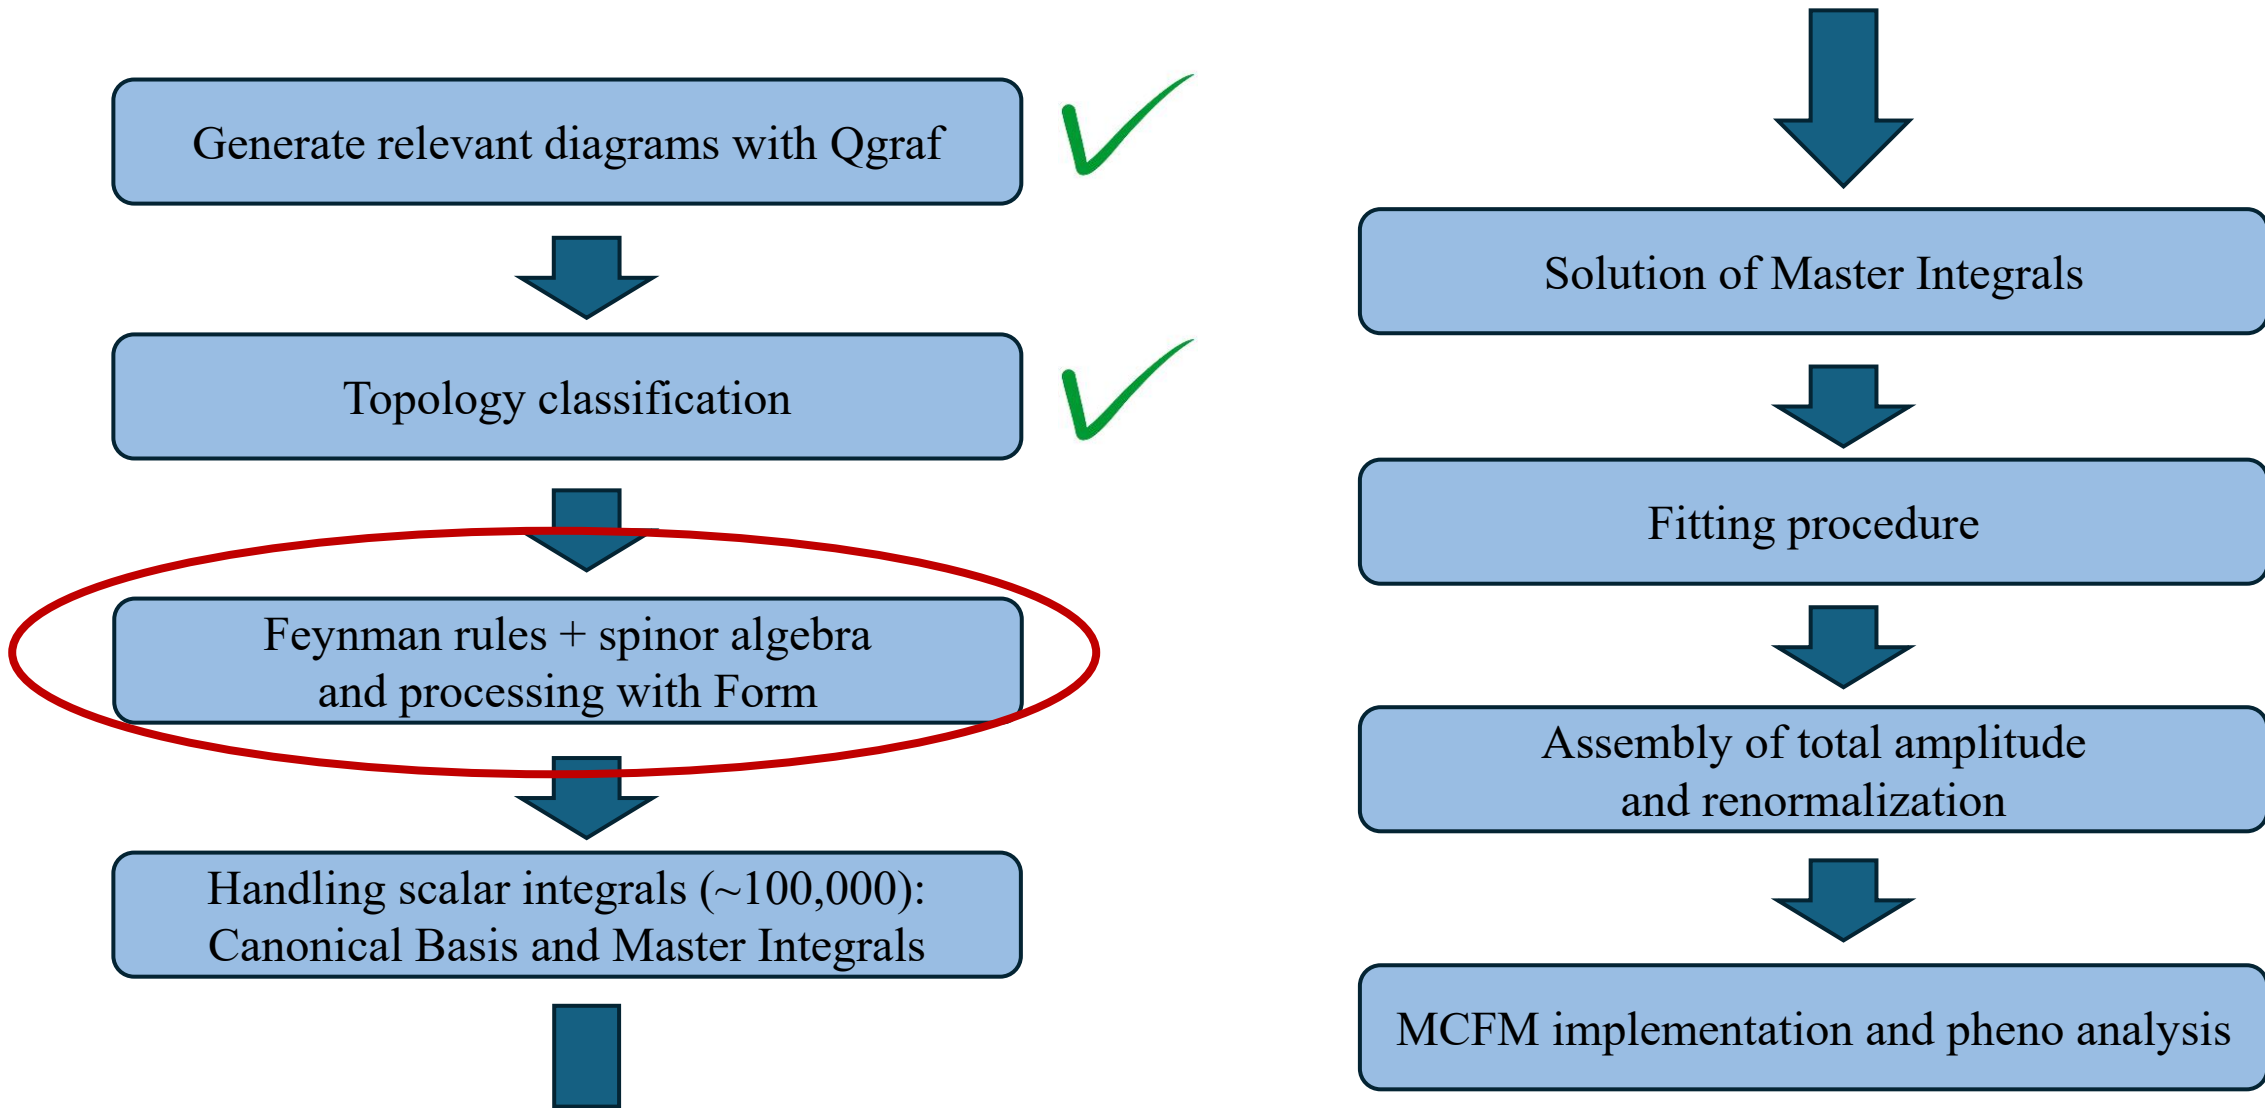 Generate relevant diagrams with Qgraf
Topology classification
Feynman rules + spinor algebra
and processing with Form
Handling scalar integrals (~100,000):
Canonical Basis and Master Integrals
Solution of Master Integrals
Fitting procedure
Assembly of total amplitude
and renormalization
MCFM implementation and pheno analysis